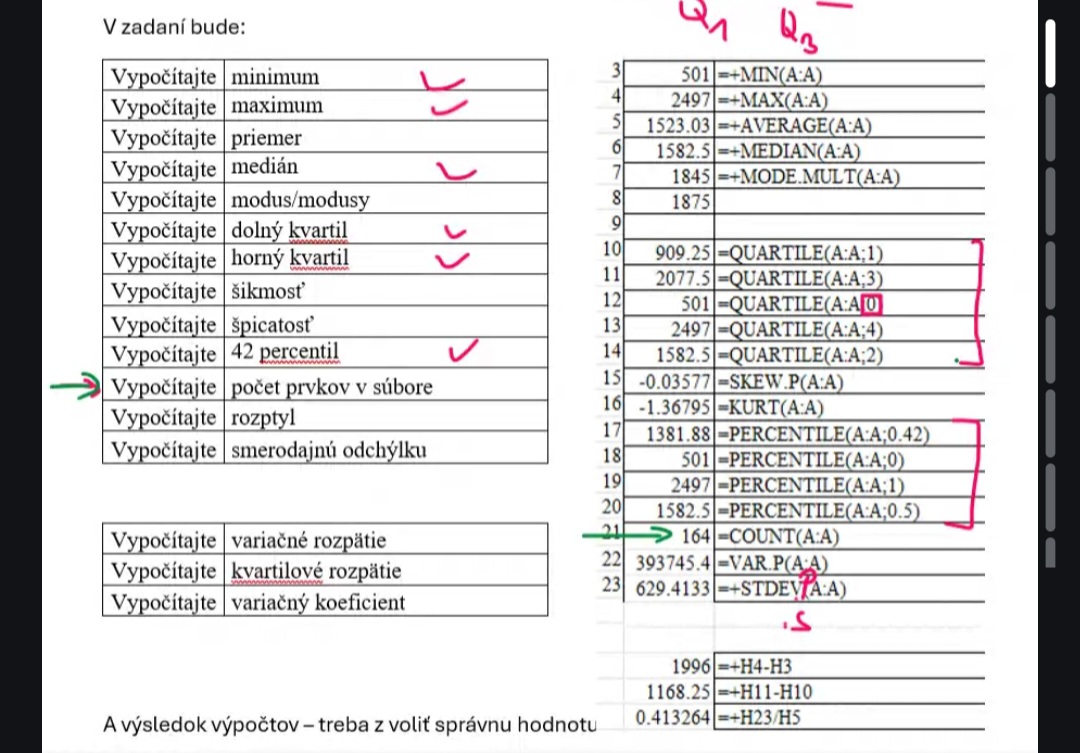 V zadaní bude:
Q1 Q3
Vypočítajte minimum
Vypočítajte maximum
Vypočítajte priemer
Vypočítajte medián
Vypočítajte modus/modusy
Vypočítajte dolný kvartil
Vypočítajte horný kvartil
Vypočítajte šikmosť
Vypočítajte špicatosť
Vypočítajte 42 percentil
Vypočítajte počet prvkov v súbore
Vypočítajte rozptyl
Vypočítajte smerodajnú odchýlku
Vypočítajte variačné rozpätie
Vypočítajte kvartilové rozpätie
Vypočítajte variačný koeficient
3 501 =+MIN(A:A)
4 2497 =+MAX(A:A)
5 1523.03 =+AVERAGE(A:A)
6 1582.5 =+MEDIAN(A:A)
7 1845 =+MODE.MULT(A:A)
8 1875
9
10 909.25 =QUARTILE(A:A;1)
11 2077.5 =QUARTILE(A:A;3)
12 501 =QUARTILE(A:A 0)
13 2497 =QUARTILE(A:A;4)
14 1582.5 =QUARTILE(A:A;2)
15 -0.03577 =SKEW.P(A:A)
16 -1.36795 =KURT(A:A)
17 1381.88 =PERCENTILE(A:A;0.42)
18 501 =PERCENTILE(A:A;0)
19 2497 =PERCENTILE(A:A;1)
20 1582.5 =PERCENTILE(A:A;0.5)
21 164 =COUNT(A:A)
22 393745.4 =VAR.P(A:A)
23 629.4133 =+STDEVP(A:A)
.S
1996 =+H4-H3
1168.25 =+H11-H10
0.413264 =+H23/H5
A výsledok výpočtov – treba z voliť správnu hodnotu